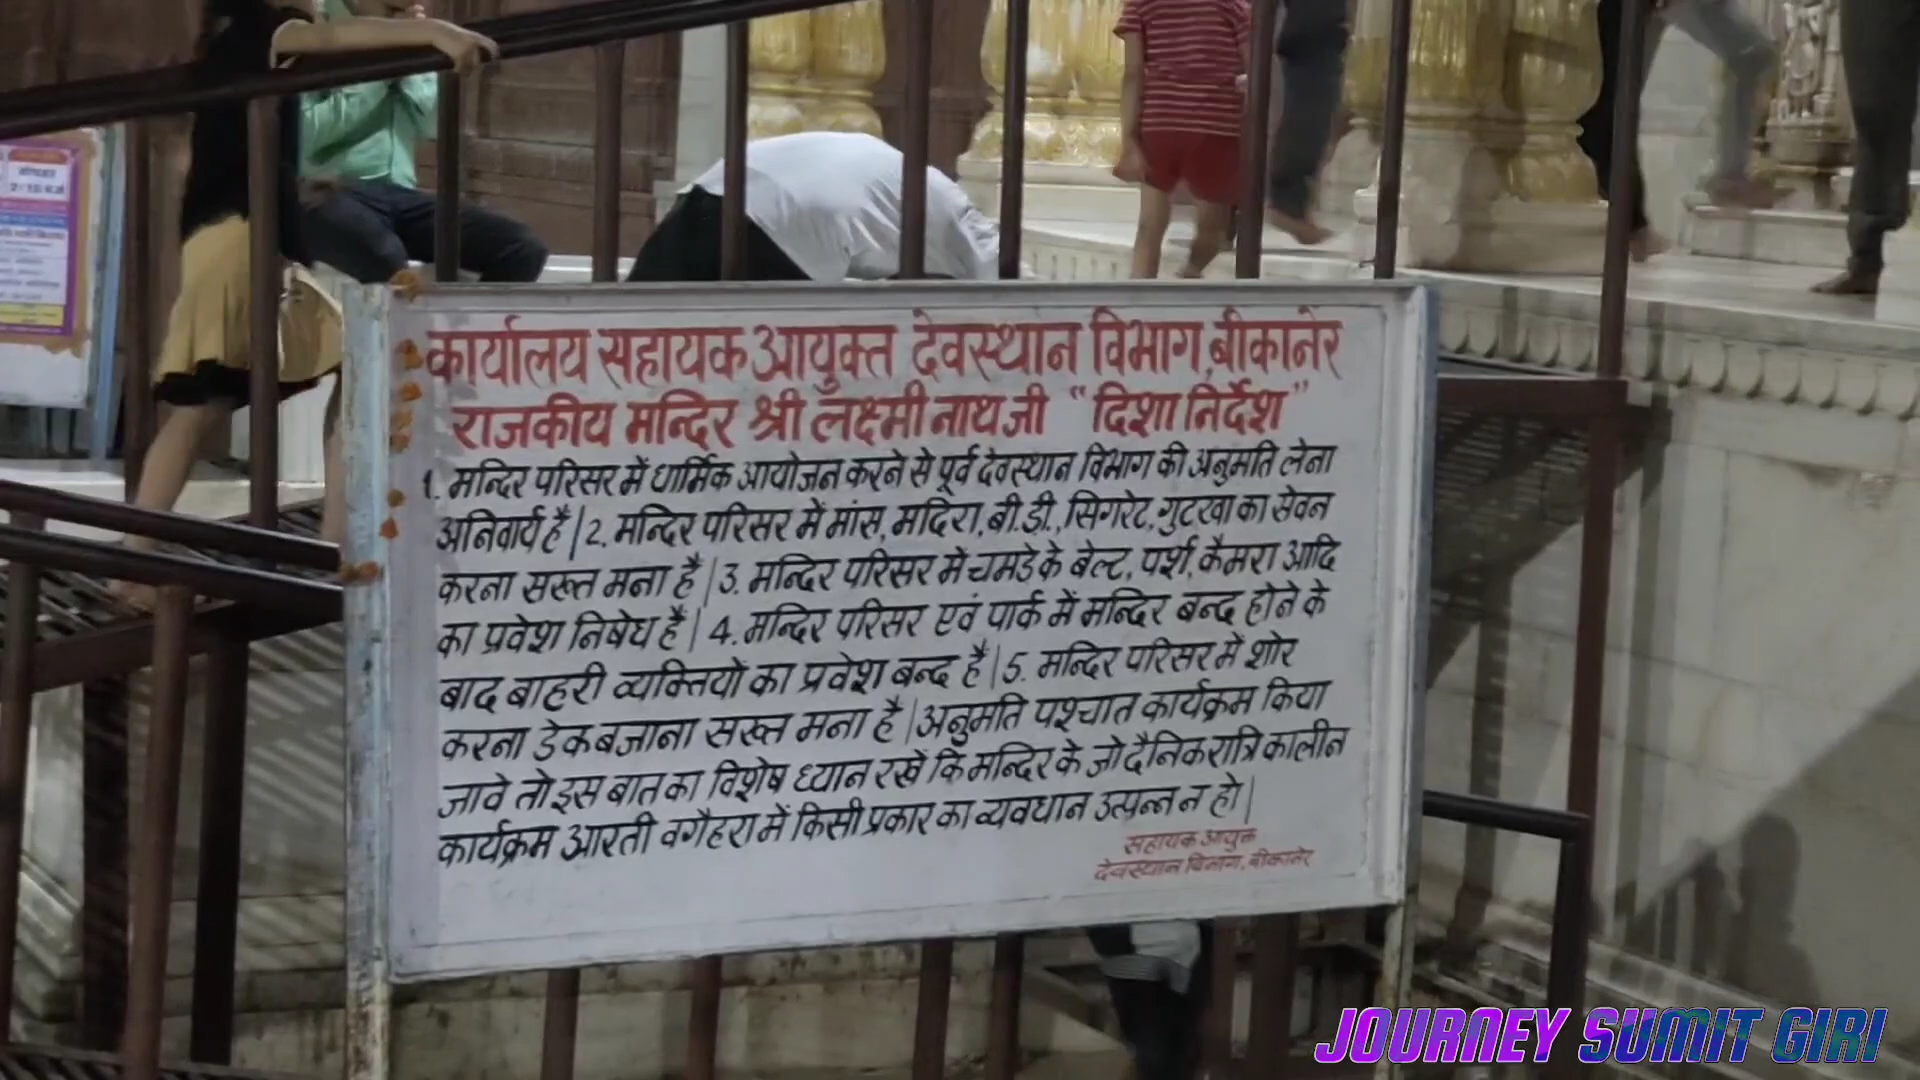 कार्यालय सहायक आयुक्त देवस्थान विभाग, बीकानेर
राजकीय मन्दिर श्री लक्ष्मी नाथ जी "दिशा निर्देश"
1. मन्दिर परिसर में धार्मिक आयोजन करने से पूर्व देवस्थान विभाग की अनुमति लेना
अनिवार्य है | 2. मन्दिर परिसर में मांस, मदिरा, बी.डी., सिगरेट, गुटखा का सेवन
करना सख्त मना है | 3. मन्दिर परिसर में चमडे के बेल्ट, पर्श, कैमरा आदि
का प्रवेश निषेध है | 4. मन्दिर परिसर एवं पार्क में मन्दिर बन्द होने के
बाद बाहरी व्यक्तियो का प्रवेश बन्द है | 5. मन्दिर परिसर में शोर
करना डेक बजाना सख्त मना है | अनुमति पश्चात कार्यक्रम किया
जावे तो इस बात का विशेष ध्यान रखें कि मन्दिर के जो दैनिक रात्रि कालीन
कार्यक्रम आरती वगैहरा में किसी प्रकार का व्यवधान उत्पन्न न हो |
सहायक आयुक्त
देवस्थान विभाग, बीकानेर
JOURNEY SUMIT GIRI